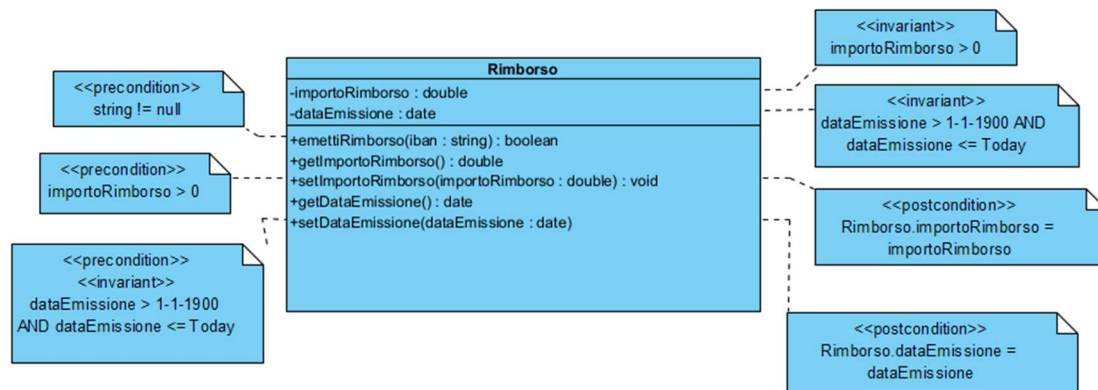 <<invariant>>
importoRimborso > 0
Rimborso
<<precondition>>
string != null
-importoRimborso : double
-dataEmissione : date
<<invariant>>
dataEmissione > 1-1-1900 AND
dataEmissione <= Today
+emettiRimborso(iban : string) : boolean
+getImportoRimborso() : double
+setImportoRimborso(importoRimborso : double) : void
+getDataEmissione() : date
+setDataEmissione(dataEmissione : date)
<<precondition>>
importoRimborso > 0
<<postcondition>>
Rimborso.importoRimborso =
importoRimborso
<<precondition>>
<<invariant>>
dataEmissione > 1-1-1900
AND dataEmissione <= Today
<<postcondition>>
Rimborso.dataEmissione =
dataEmissione